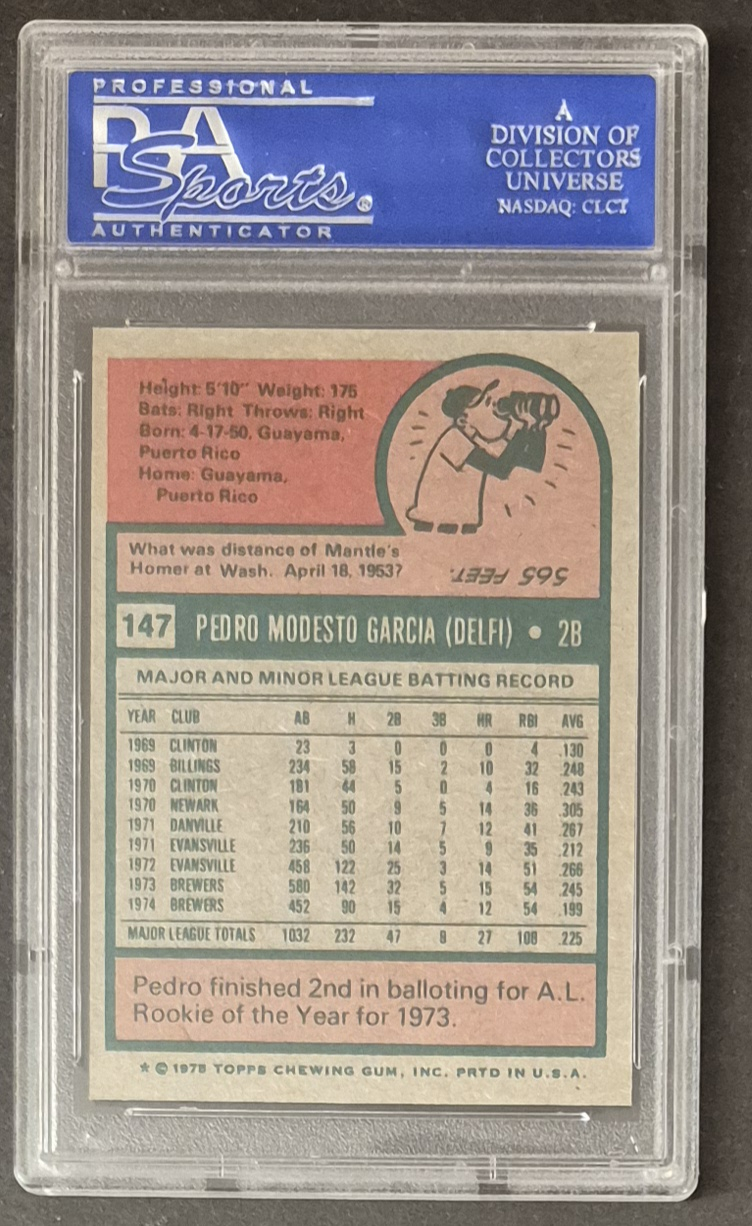 PROFESSIONAL
PSA
Sports®
AUTHENTICATOR
A
DIVISION OF
COLLECTORS
UNIVERSE
NASDAQ: CLCT
Height: 5'10" Weight: 175
Bats: Right Throws: Right
Born: 4-17-50, Guayama,
Puerto Rico
Home: Guayama,
Puerto Rico
What was distance of Mantle's
Homer at Wash. April 18, 1953?
565 FEET.
147 PEDRO MODESTO GARCIA (DELFI) • 2B
MAJOR AND MINOR LEAGUE BATTING RECORD
YEAR CLUB AB H 2B 3B HR RBI AVG
1969 CLINTON 23 3 0 0 0 4 .130
1969 BILLINGS 234 58 15 2 10 32 .248
1970 CLINTON 181 44 5 0 4 16 .243
1970 NEWARK 164 50 9 5 14 36 .305
1971 DANVILLE 210 56 10 7 12 41 .267
1971 EVANSVILLE 236 50 14 5 9 35 .212
1972 EVANSVILLE 458 122 25 3 14 51 .266
1973 BREWERS 580 142 32 5 15 54 .245
1974 BREWERS 452 90 15 4 12 54 .199
MAJOR LEAGUE TOTALS 1032 232 47 9 27 108 .225
Pedro finished 2nd in balloting for A.L.
Rookie of the Year for 1973.
* © 1975 TOPPS CHEWING GUM, INC. PRTD IN U.S.A.